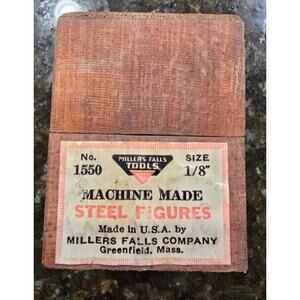 No. 1550
MILLERS FALLS
TOOLS
SIZE 1/8"
MACHINE MADE
STEEL FIGURES
Made in U.S.A. by
MILLERS FALLS COMPANY
Greenfield, Mass.